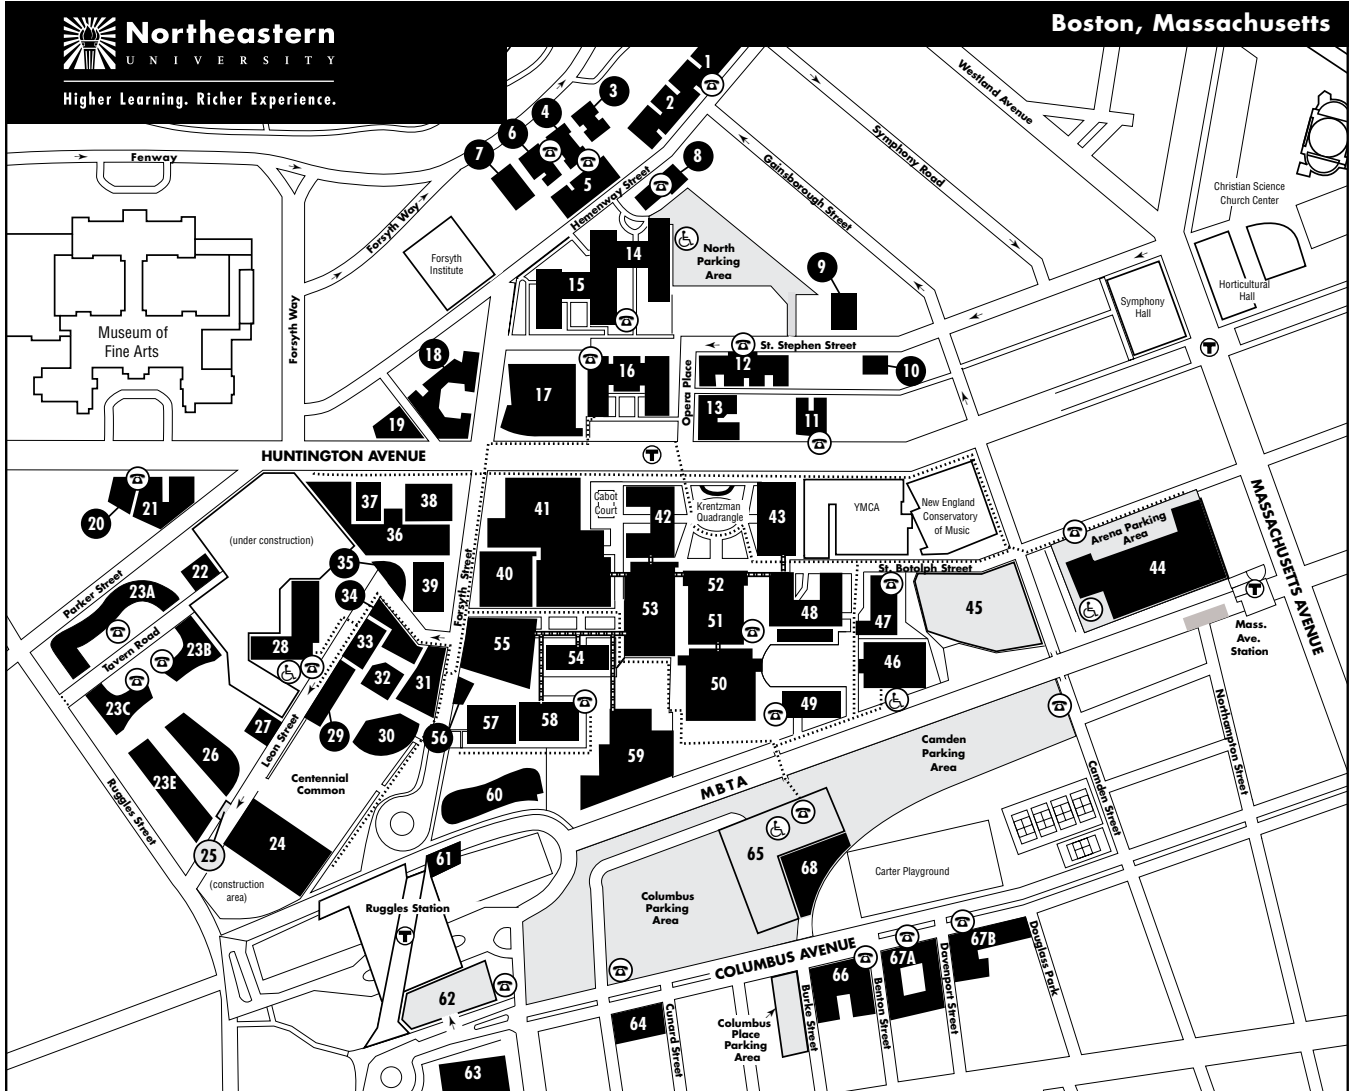 Northeastern
UNIVERSITY
Higher Learning. Richer Experience.
Boston, Massachusetts
1
2
3
4
6
7
5
8
Fenway
Westland Avenue
Symphony Road
Gainsborough Street
Hemenway Street
Forsyth Way
Christian Science
Church Center
Forsyth
Institute
14
15
North
Parking
Area
9
Horticultural
Hall
Symphony
Hall
Museum of
Fine Arts
Forsyth Way
18
19
17
16
St. Stephen Street
12
10
Opera Place
13
11
T
HUNTINGTON AVENUE
T
20
21
37
38
36
41
Cabot
Court
42
Krentzman
Quadrangle
43
YMCA
New England
Conservatory
of Music
Arena Parking
Area
44
MASSACHUSETTS AVENUE
(under construction)
35
34
39
40
Forsyth Street
St. Botolph Street
Parker Street
22
23A
Tavern Road
23B
23C
28
33
32
31
29
30
56
55
54
53
52
51
48
47
46
45
T
Mass.
Ave.
Station
50
49
57
58
59
60
27
26
23E
Leon Street
Centennial
Common
Ruggles Street
24
25
(construction
area)
61
MBTA
Camden
Parking
Area
Northampton Street
Camden Street
65
68
Carter Playground
Columbus
Parking
Area
Ruggles Station
T
62
COLUMBUS AVENUE
66
67A
67B
Douglass Park
Davenport Street
Benton Street
Burke Street
Columbus
Place
Parking
Area
64
Cunard Street
63